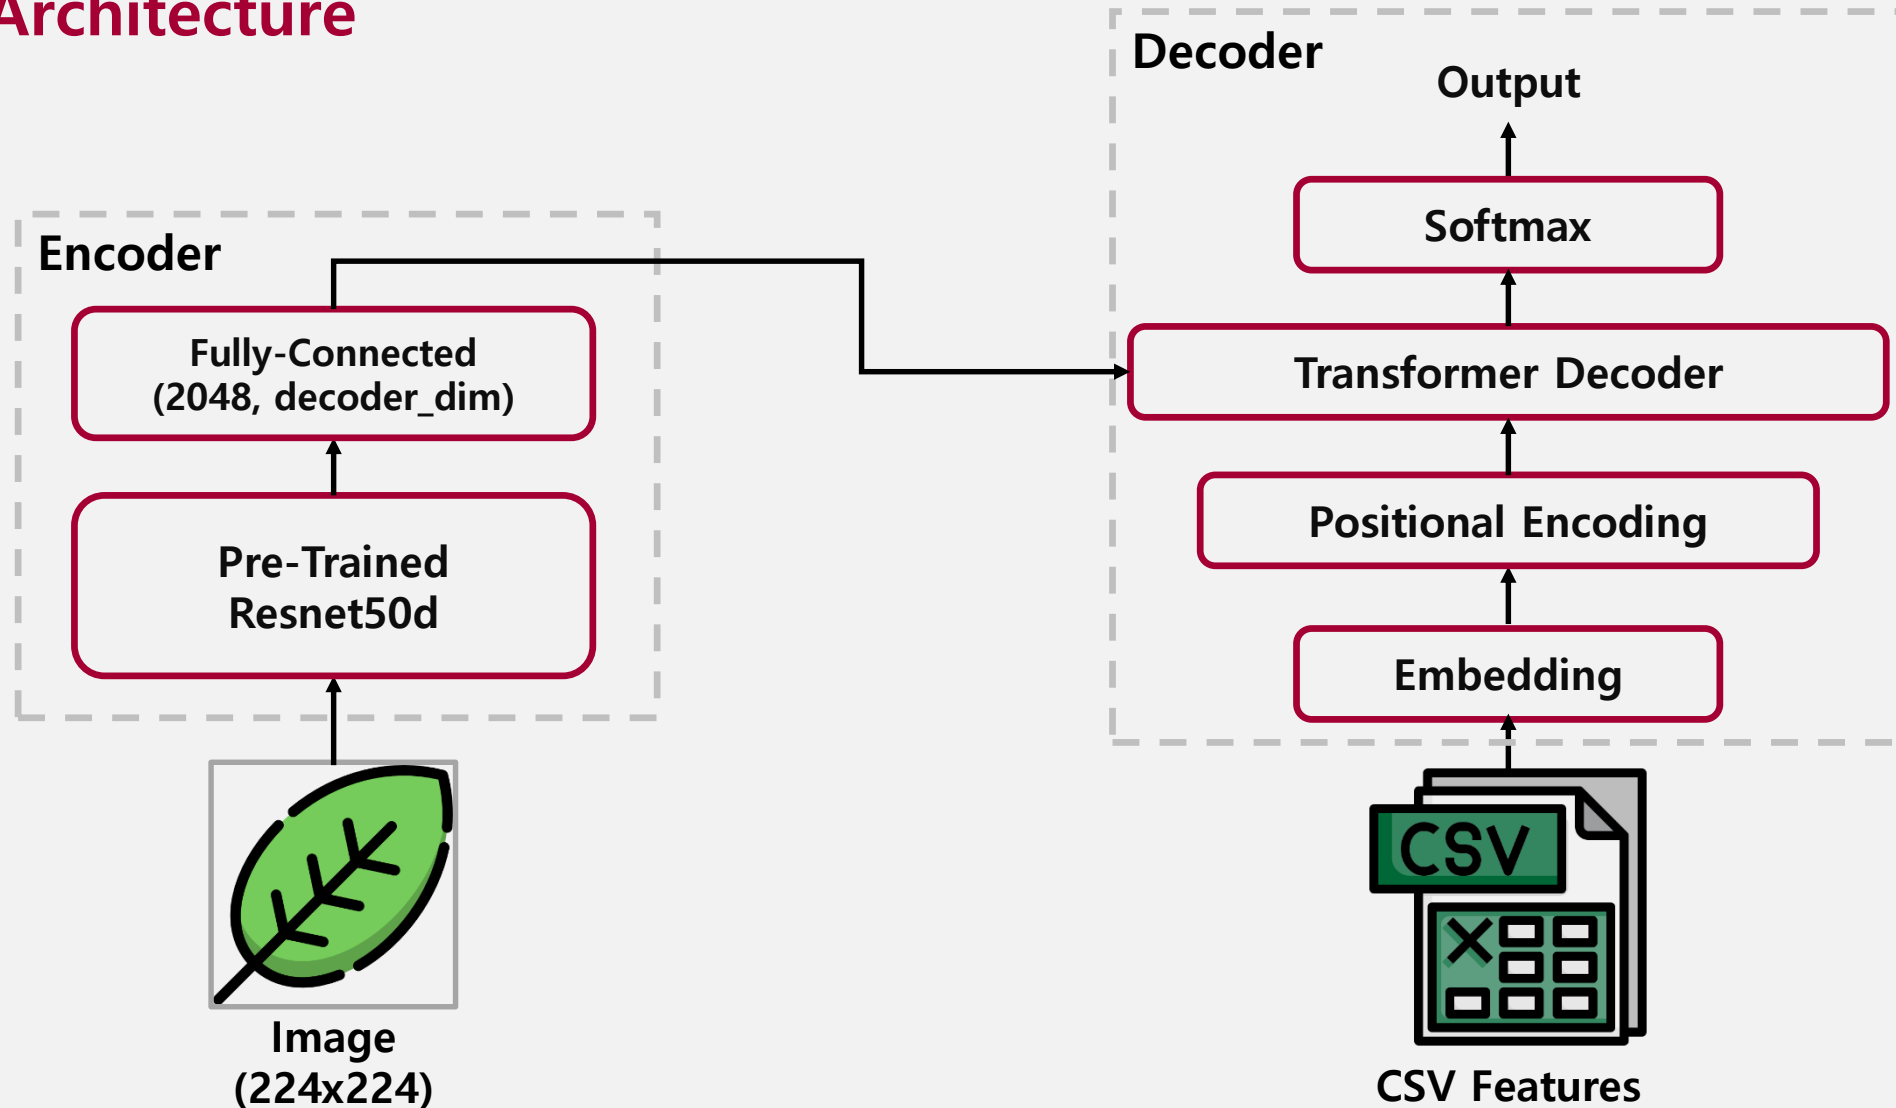 Architecture
Encoder
Fully-Connected
(2048, decoder_dim)
Pre-Trained
Resnet50d
Image
(224x224)
Decoder
Output
Softmax
Transformer Decoder
Positional Encoding
Embedding
CSV
CSV Features